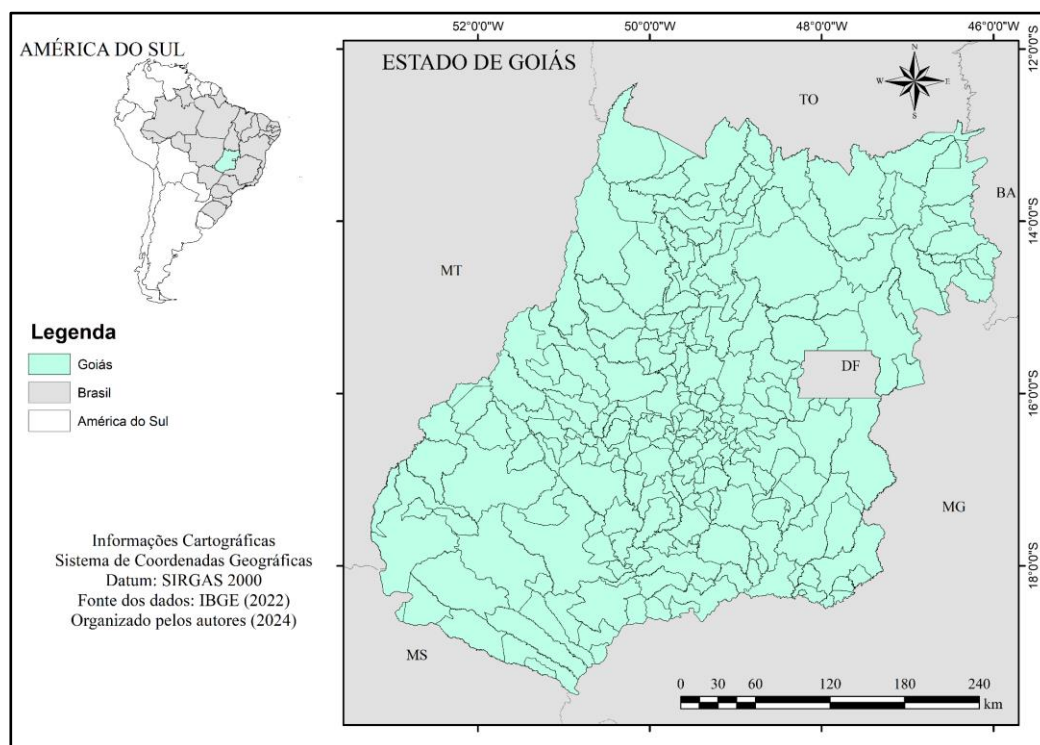 AMÉRICA DO SUL
ESTADO DE GOIÁS
52°0'0"W
50°0'0"W
48°0'0"W
46°0'0"W
12°0'0"S
14°0'0"S
16°0'0"S
18°0'0"S
N
W
E
S
TO
BA
MT
DF
MG
MS
Legenda
Goiás
Brasil
América do Sul
Informações Cartográficas
Sistema de Coordenadas Geográficas
Datum: SIRGAS 2000
Fonte dos dados: IBGE (2022)
Organizado pelos autores (2024)
0 30 60 120 180 240
km